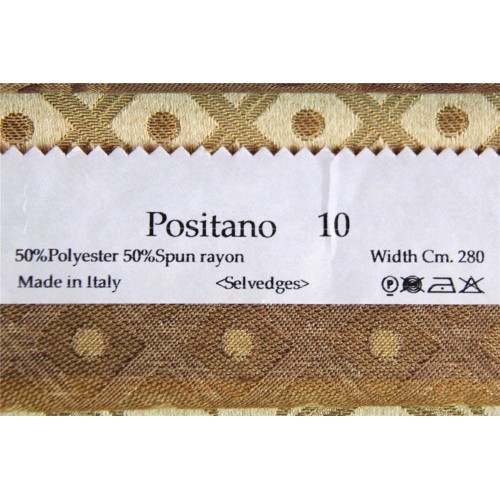 Positano 10
50%Polyester 50%Spun rayon Width Cm. 280
Made in Italy <Selvedges> P